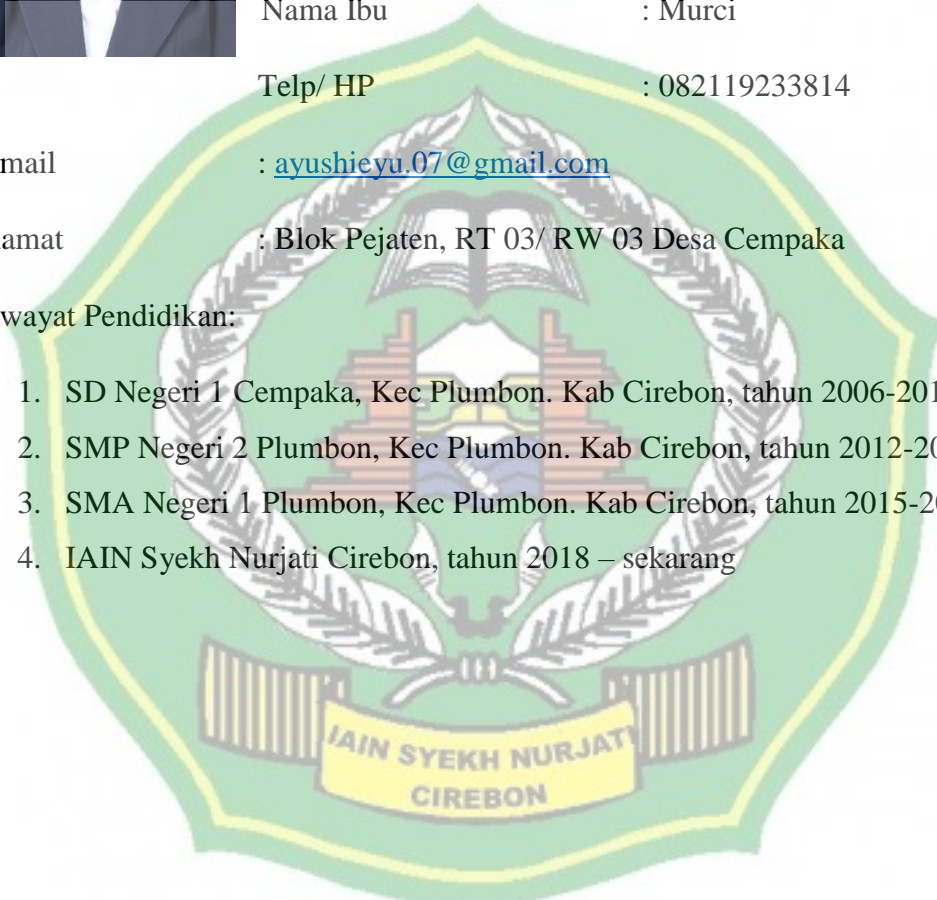 Nama Ibu : Murci
Telp/ HP : 082119233814
mail : ayushieyu.07@gmail.com
amat : Blok Pejaten, RT 03/ RW 03 Desa Cempaka
wayat Pendidikan:
1. SD Negeri 1 Cempaka, Kec Plumbon. Kab Cirebon, tahun 2006-201
2. SMP Negeri 2 Plumbon, Kec Plumbon. Kab Cirebon, tahun 2012-20
3. SMA Negeri 1 Plumbon, Kec Plumbon. Kab Cirebon, tahun 2015-20
4. IAIN Syekh Nurjati Cirebon, tahun 2018 – sekarang
IAIN SYEKH NURJATI
CIREBON